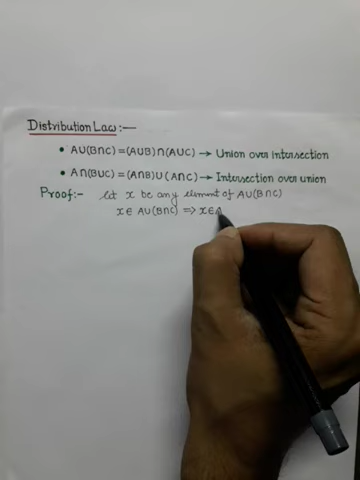 Distribution Law:—
• A∪(B∩C)=(A∪B)∩(A∪C) → Union over intersection
• A∩(B∪C)=(A∩B)∪(A∩C) → Intersection over union
Proof:- let x be any element of A∪(B∩C)
x∈ A∪(B∩C) ⇒ x∈A